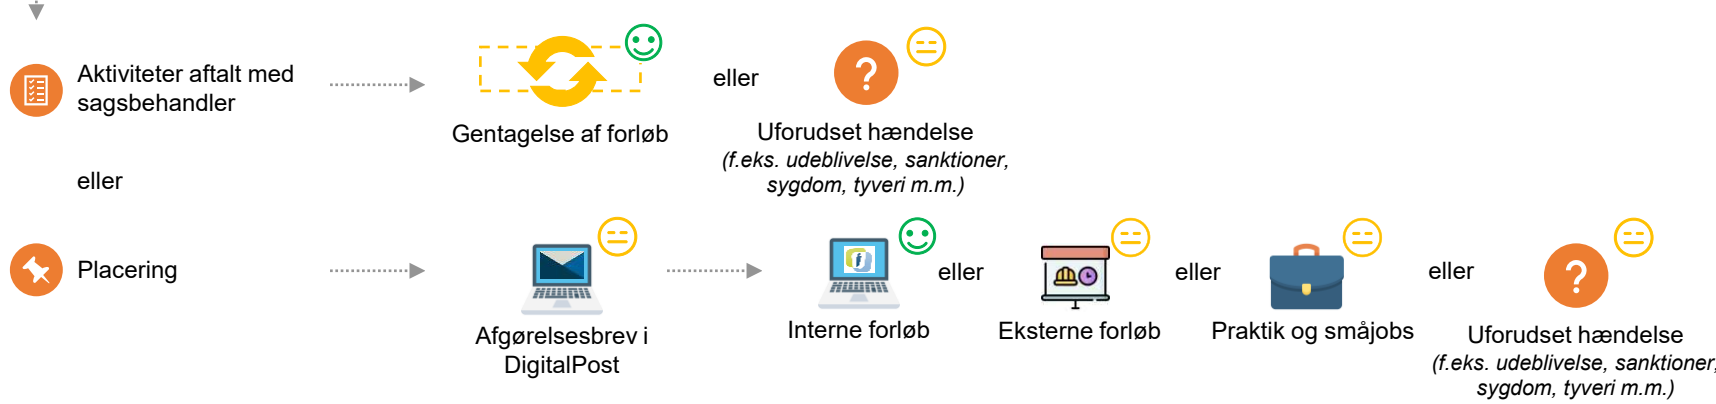 Aktiviteter aftalt med
sagsbehandler
Gentagelse af forløb
eller
?
Uforudset hændelse
(f.eks. udeblivelse, sanktioner,
sygdom, tyveri m.m.)
eller
Placering
Afgørelsesbrev i
DigitalPost
f
Interne forløb
eller
Eksterne forløb
eller
Praktik og småjobs
eller
?
Uforudset hændelse
(f.eks. udeblivelse, sanktioner,
sygdom, tyveri m.m.)